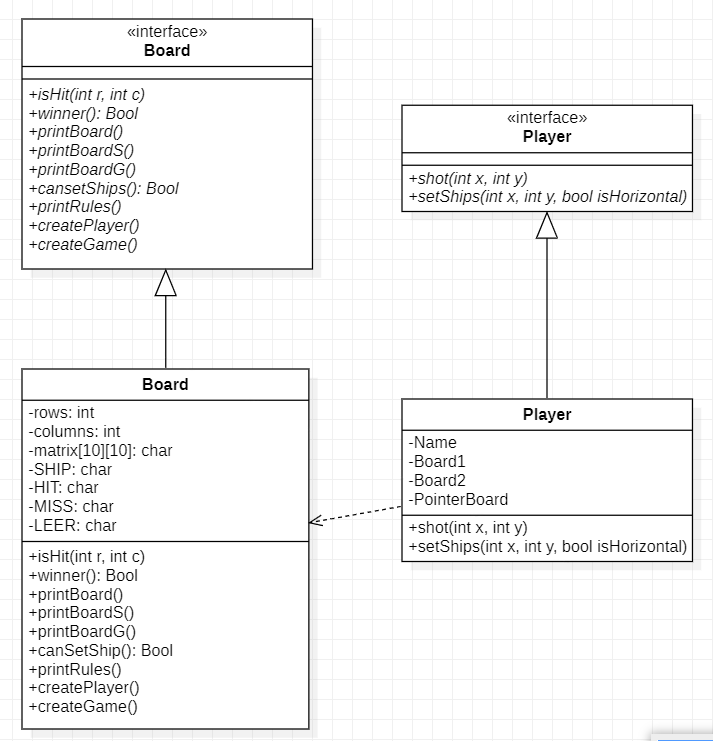 «interface»
Board
+isHit(int r, int c)
+winner(): Bool
+printBoard()
+printBoardS()
+printBoardG()
+cansetShips(): Bool
+printRules()
+createPlayer()
+createGame()
«interface»
Player
+shot(int x, int y)
+setShips(int x, int y, bool isHorizontal)
Board
-rows: int
-columns: int
-matrix[10][10]: char
-SHIP: char
-HIT: char
-MISS: char
-LEER: char
+isHit(int r, int c)
+winner(): Bool
+printBoard()
+printBoardS()
+printBoardG()
+canSetShip(): Bool
+printRules()
+createPlayer()
+createGame()
Player
-Name
-Board1
-Board2
-PointerBoard
+shot(int x, int y)
+setShips(int x, int y, bool isHorizontal)